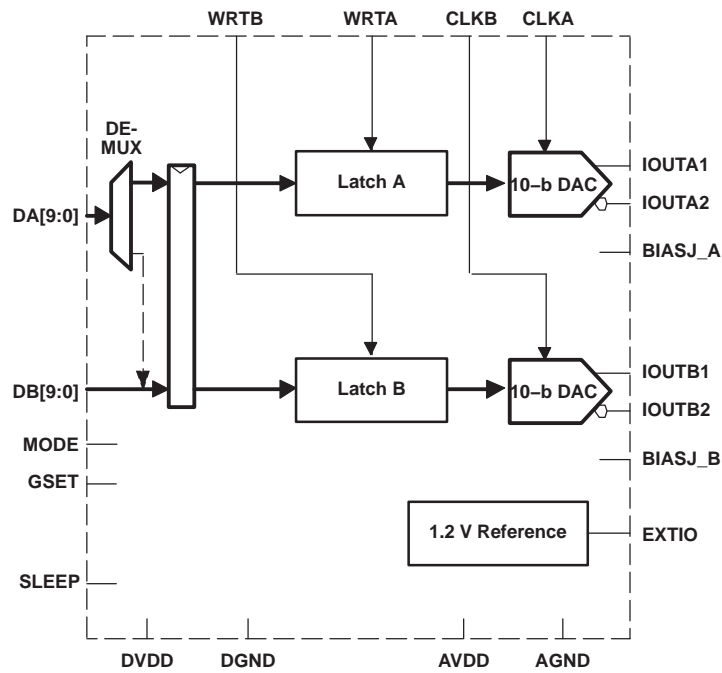 WRTB WRTA CLKB CLKA
DE-
MUX
DA[9:0]
Latch A
10–b DAC
IOUTA1
IOUTA2
BIASJ_A
DB[9:0]
Latch B
10–b DAC
IOUTB1
IOUTB2
BIASJ_B
MODE
GSET
1.2 V Reference
EXTIO
SLEEP
DVDD DGND AVDD AGND